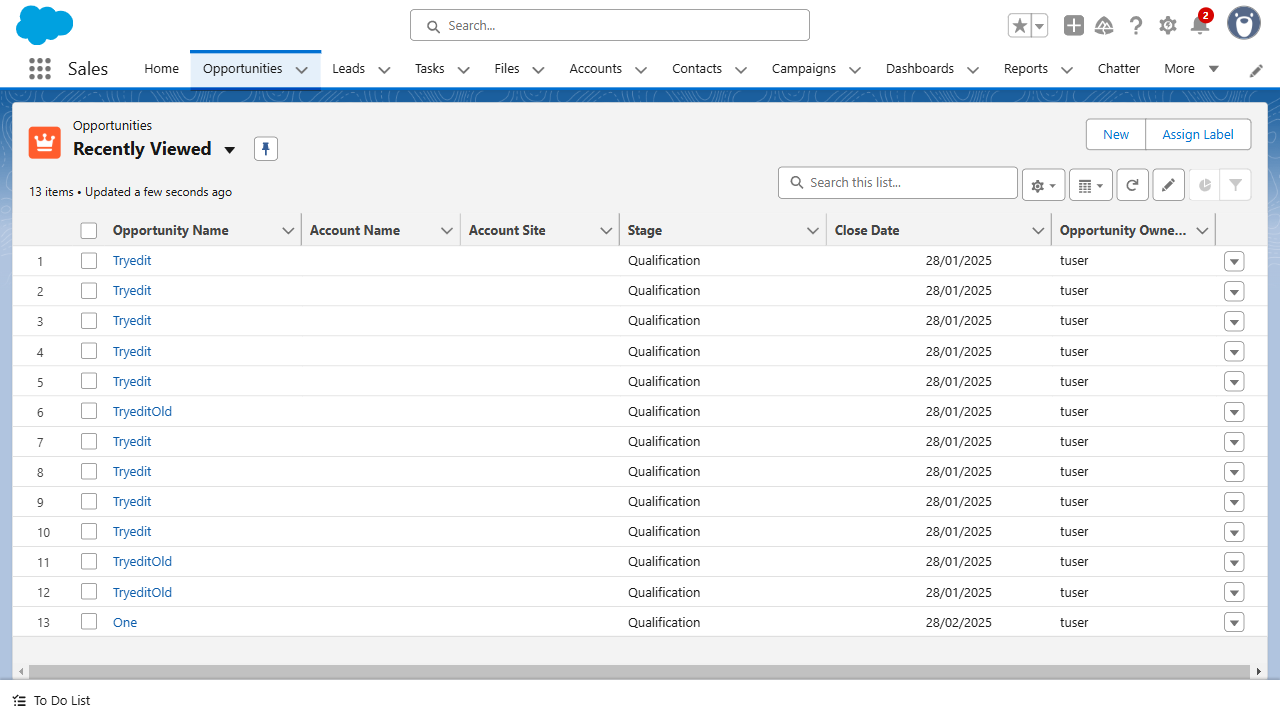 Search...
2
Sales
Home
Opportunities
Leads
Tasks
Files
Accounts
Contacts
Campaigns
Dashboards
Reports
Chatter
More
Opportunities
Recently Viewed
New
Assign Label
13 items • Updated a few seconds ago
Search this list...
Opportunity Name Account Name Account Site Stage Close Date Opportunity Owne...
1 Tryedit Qualification 28/01/2025 tuser
2 Tryedit Qualification 28/01/2025 tuser
3 Tryedit Qualification 28/01/2025 tuser
4 Tryedit Qualification 28/01/2025 tuser
5 Tryedit Qualification 28/01/2025 tuser
6 TryeditOld Qualification 28/01/2025 tuser
7 Tryedit Qualification 28/01/2025 tuser
8 Tryedit Qualification 28/01/2025 tuser
9 Tryedit Qualification 28/01/2025 tuser
10 Tryedit Qualification 28/01/2025 tuser
11 TryeditOld Qualification 28/01/2025 tuser
12 TryeditOld Qualification 28/01/2025 tuser
13 One Qualification 28/02/2025 tuser
To Do List